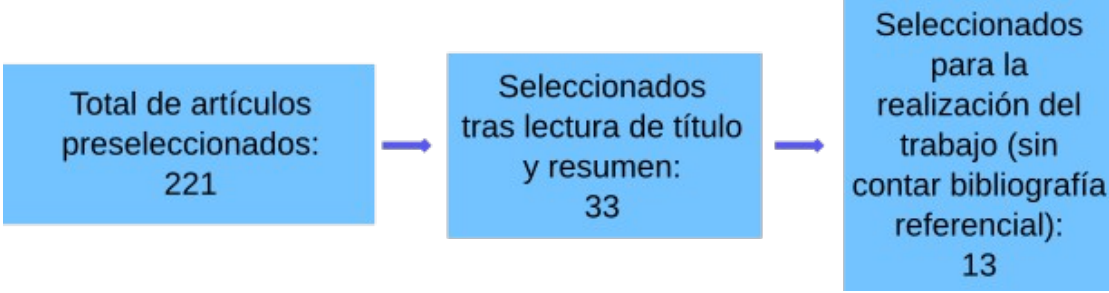 Total de artículos
preseleccionados:
221
Seleccionados
tras lectura de título
y resumen:
33
Seleccionados
para la
realización del
trabajo (sin
contar bibliografía
referencial):
13